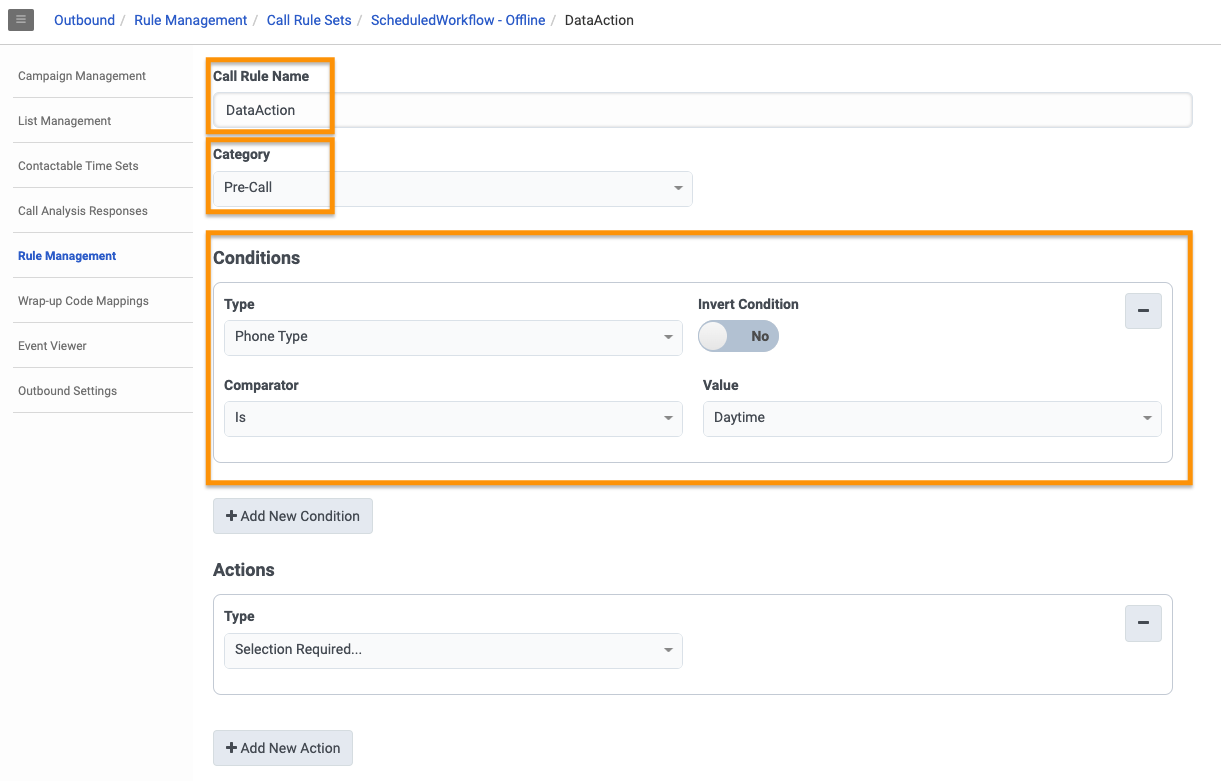 Outbound / Rule Management / Call Rule Sets / ScheduledWorkflow - Offline / DataAction
Campaign Management
List Management
Contactable Time Sets
Call Analysis Responses
Rule Management
Wrap-up Code Mappings
Event Viewer
Outbound Settings
Call Rule Name
DataAction
Category
Pre-Call
Conditions
Type Invert Condition
Phone Type No
Comparator Value
Is Daytime
Add New Condition
Actions
Type
Selection Required...
Add New Action